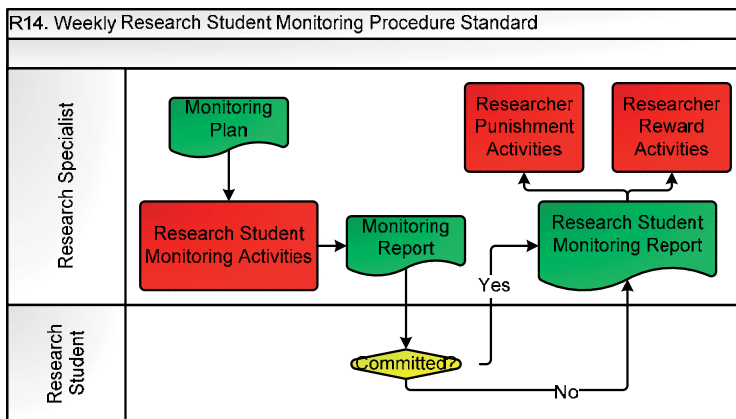 R14. Weekly Research Student Monitoring Procedure Standard
Research Specialist
Monitoring
Plan
Research Student
Monitoring Activities
Monitoring
Report
Researcher
Punishment
Activities
Researcher
Reward
Activities
Research Student
Monitoring Report
Yes
Research
Student
Committed?
No